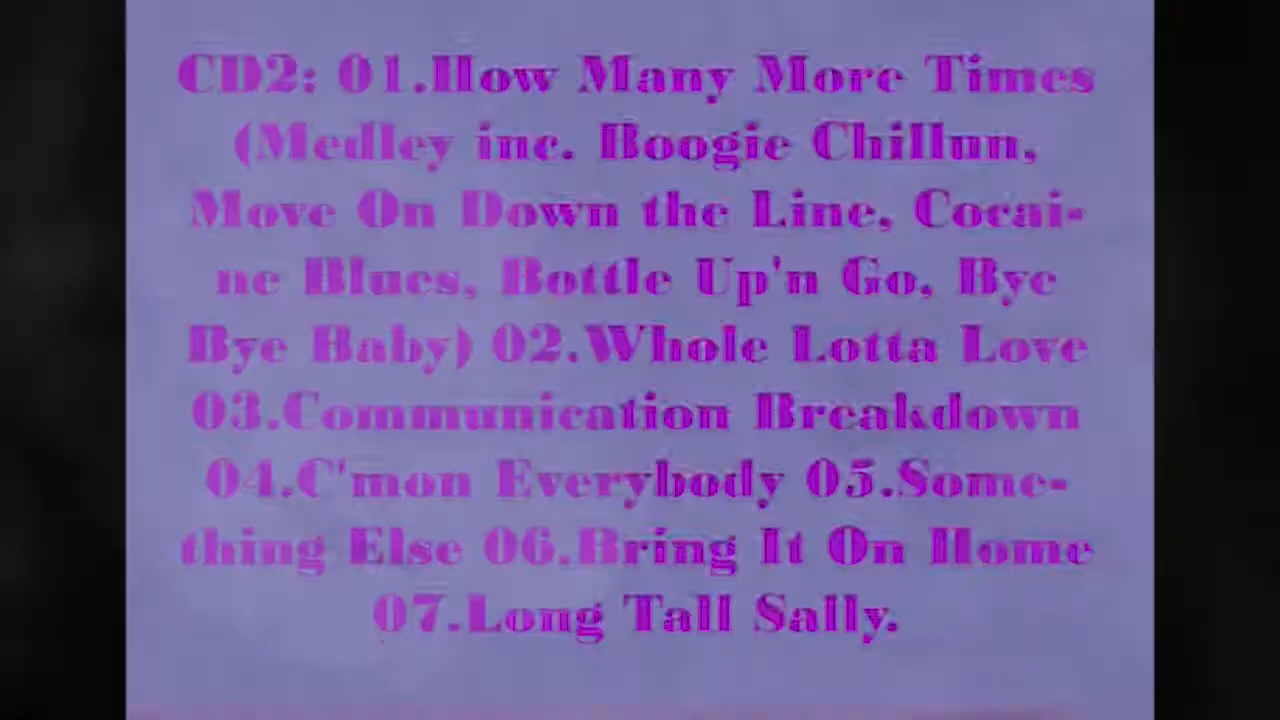 CD2: 01.How Many More Times
(Medley inc. Boogie Chillun,
Move On Down the Line, Cocai-
ne Blues, Bottle Up'n Go, Bye
Bye Baby) 02.Whole Lotta Love
03.Communication Breakdown
04.C'mon Everybody 05.Some-
thing Else 06.Bring It On Home
07.Long Tall Sally.